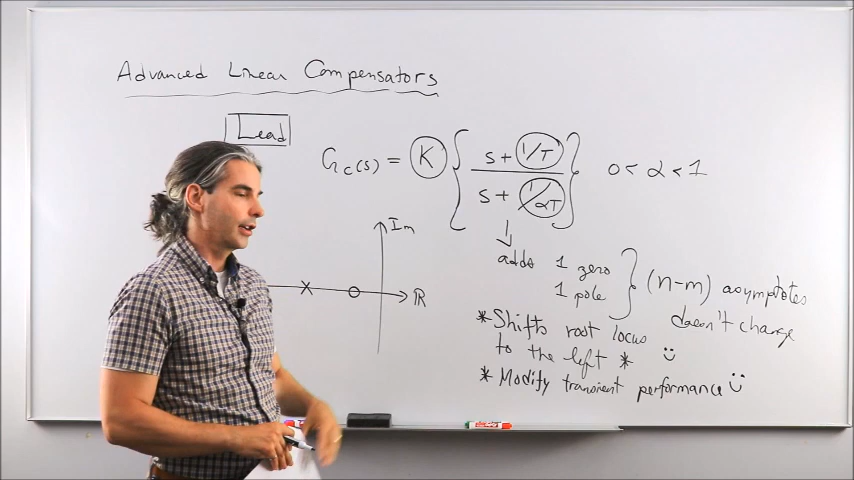 Advanced Linear Compensators
Lead
Gc(s) = K { s + 1/T / s + 1/αT } 0 < α < 1
Im
ℝ
adds 1 zero
1 pole } (n-m) asymptotes
doesn't change
* Shifts root locus
to the left *
* Modify transient performance